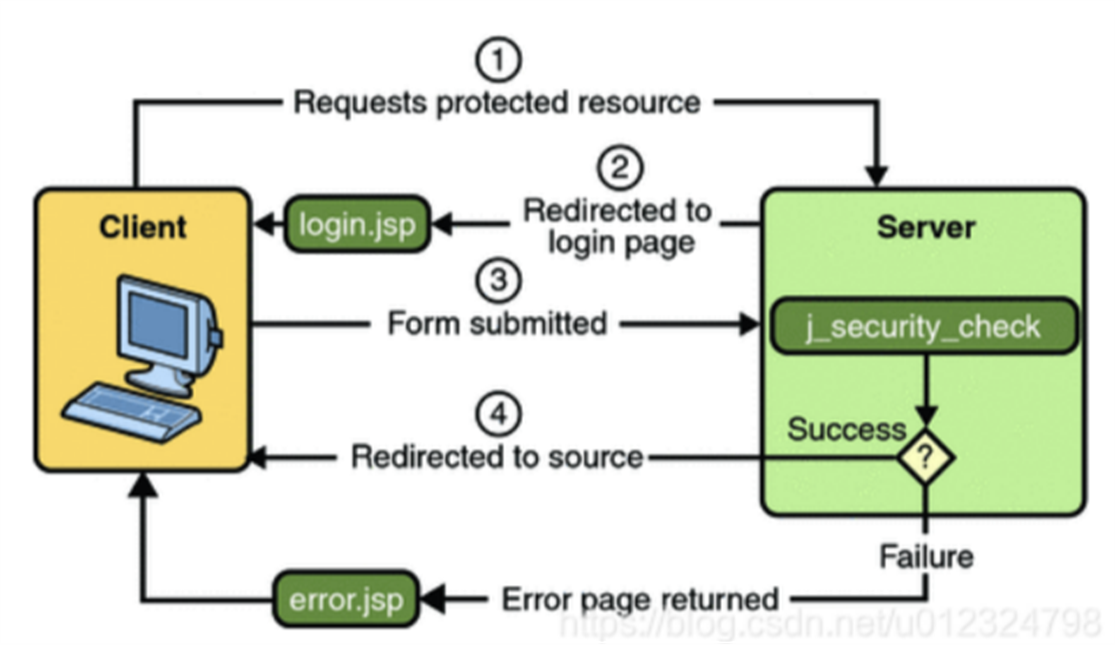 1
Requests protected resource
2
Client
login.jsp
Redirected to
login page
Server
3
Form submitted
j_security_check
4
Success
?
Redirected to source
Failure
error.jsp
Error page returned
https://blog.csdn.net/u012324798